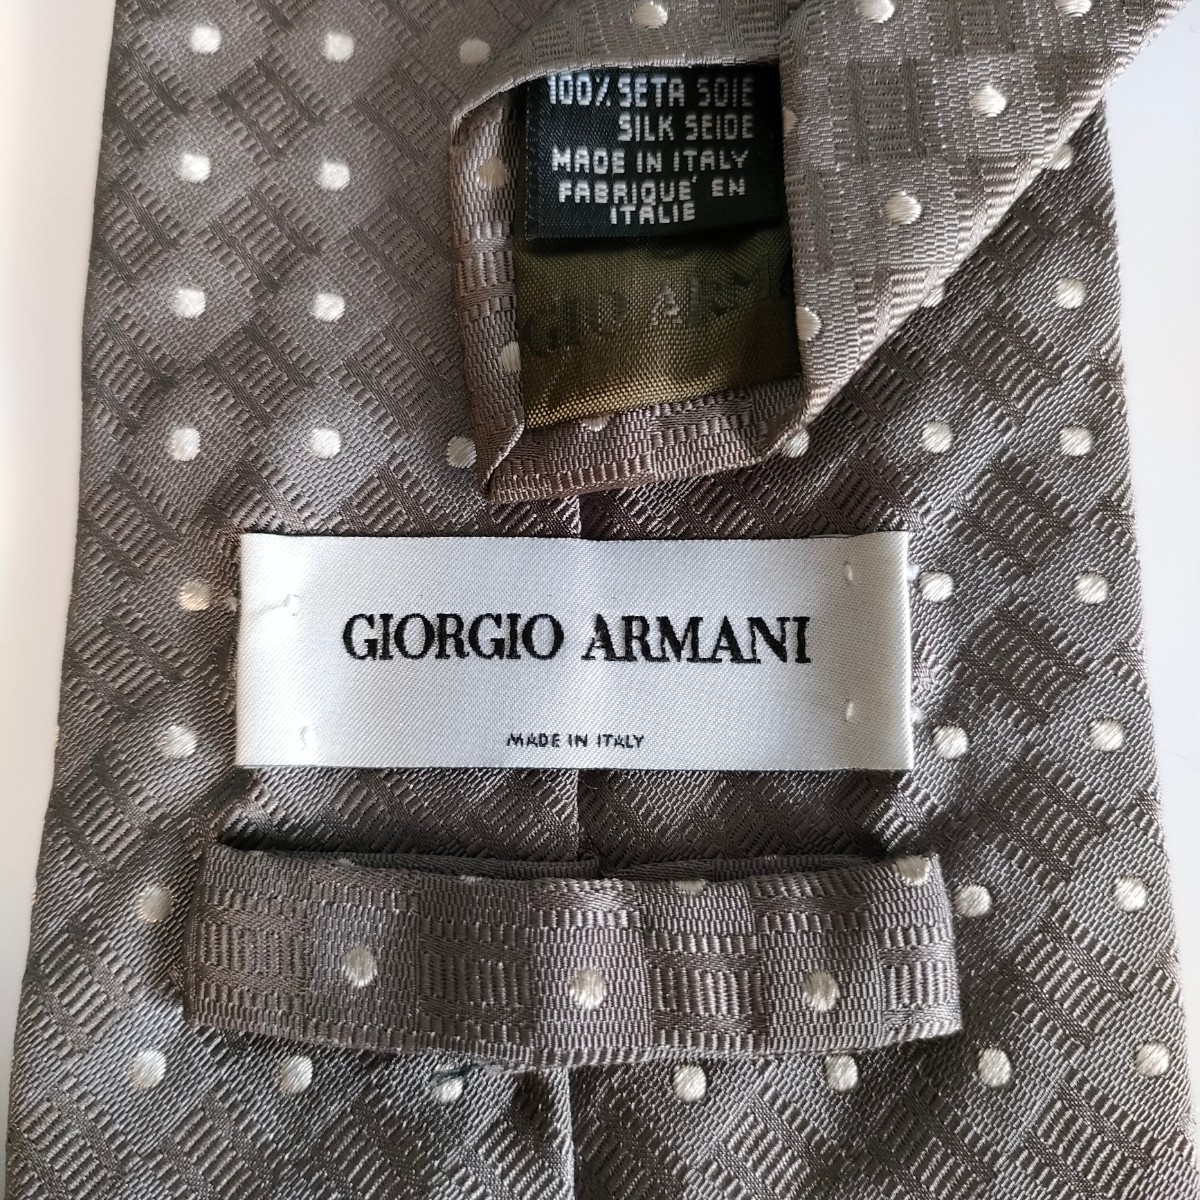 100% SETA SOIE
SILK SEIDE
MADE IN ITALY
FABRIQUE' EN
ITALIE
GIORGIO ARMANI
MADE IN ITALY